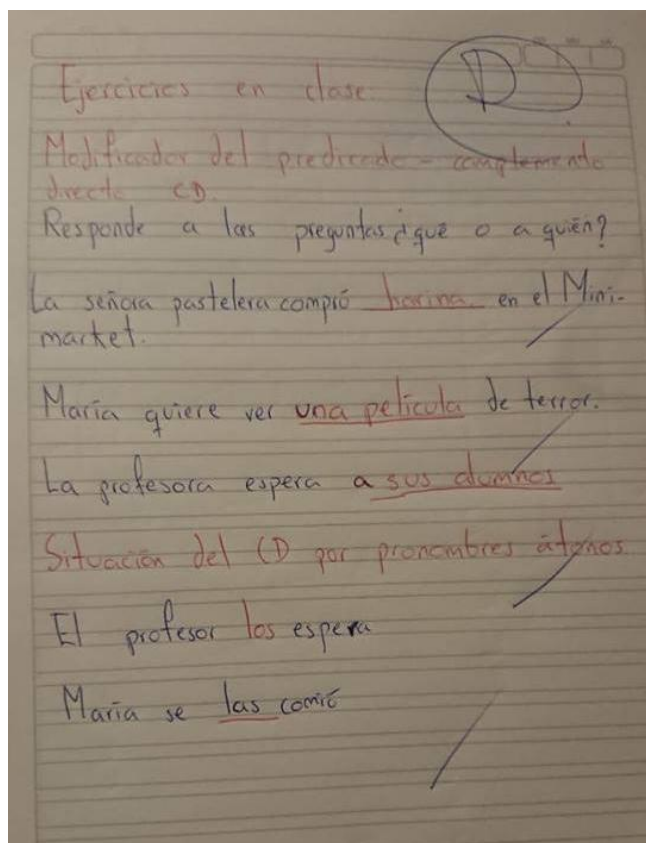 Ejercicios en clase:
D
Modificador del predicado - complemento
directo CD.
Responde a las preguntas ¿qué o a quién?
La señora pastelera compró harina en el Mini-
market.
María quiere ver una película de terror.
La profesora espera a sus alumnos
Situación del CD por pronombres átonos
El profesor los espera
María se las comió